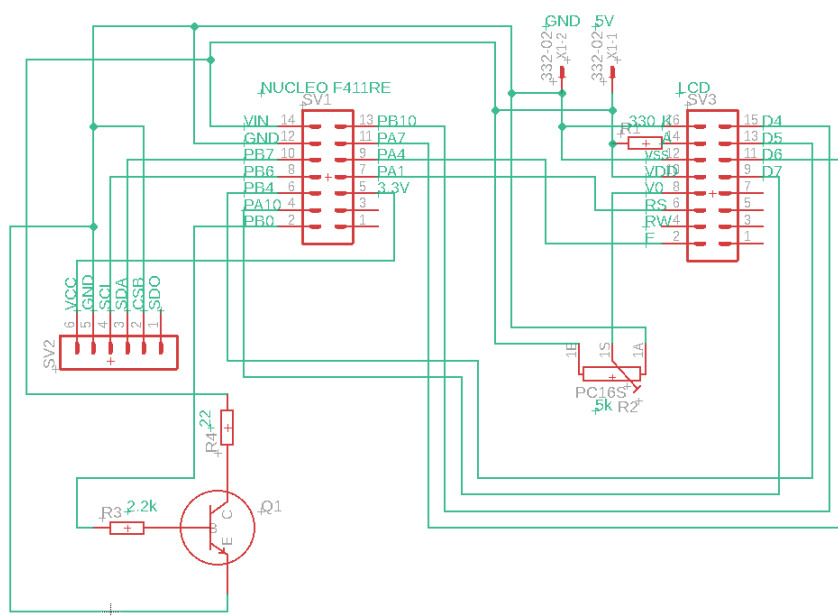 GND 5V
332-02
X1-2
332-02
X1-1
NUCLEO F411RE
SV1
LCD
SV3
VIN 14 13 PB10
GND 12 11 PA7
PB7 10 9 PA4
PB6 8 7 PA1
PB4 6 5 3.3V
PA10 4 3
PB0 2 1
330 K 16 15 D4
R1 A 14 13 D5
vss 12 11 D6
VDD 10 9 D7
V0 8 7
RS 6 5
RW 4 3
E 2 1
VCC
GND
SCL
SDA
CSB
SDO
6 5 4 3 2 1
SV2
1E 1S 1A
PC16S
5k R2
22
R4
R3 2.2k
Q1
C
B
E